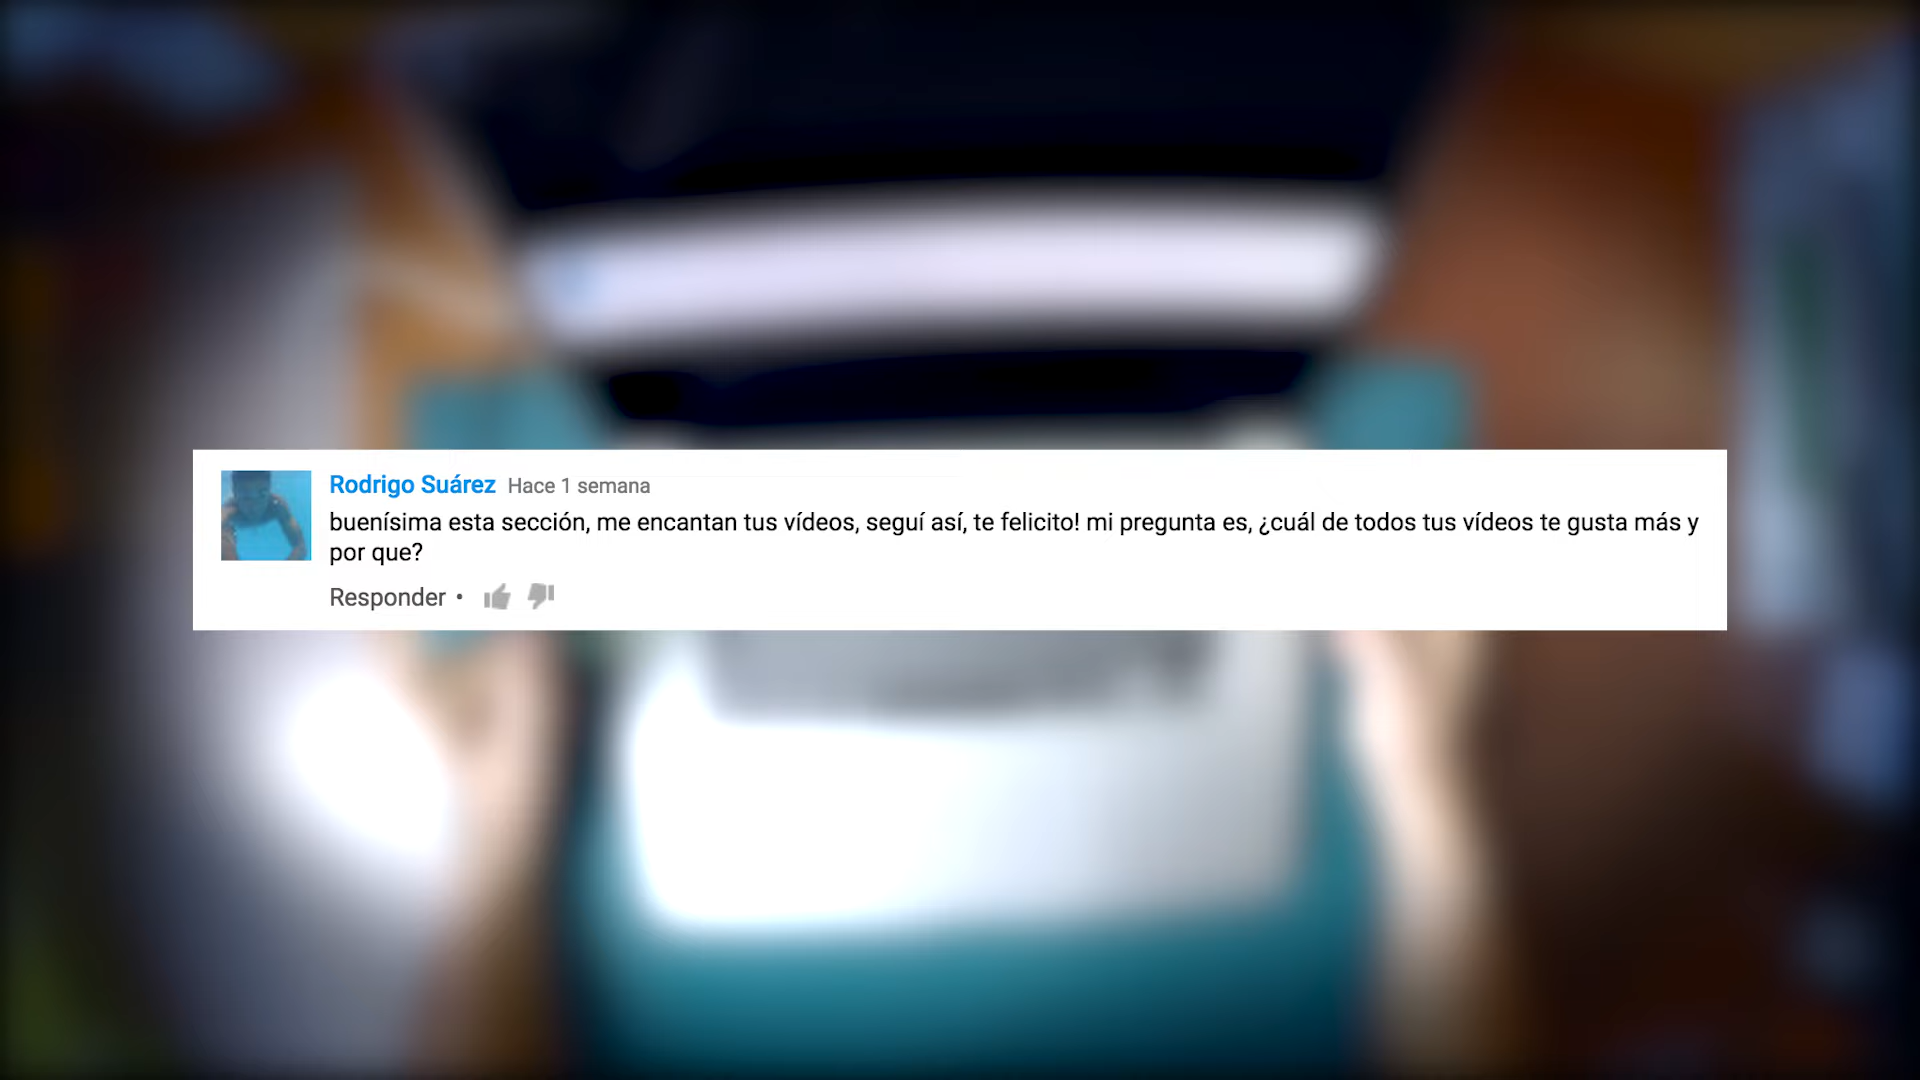 Rodrigo Suárez Hace 1 semana
buenísima esta sección, me encantan tus vídeos, seguí así, te felicito! mi pregunta es, ¿cuál de todos tus vídeos te gusta más y
por que?
Responder •